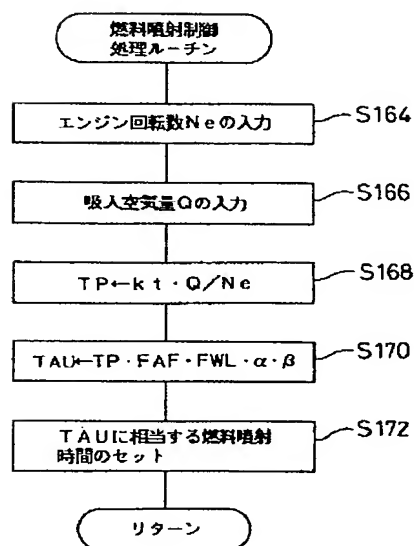 燃料噴射制御
処理ルーチン
エンジン回転数Neの入力
S164
吸入空気量Qの入力
S166
TP←kt・Q/Ne
S168
TAU←TP・FAF・FWL・α・β
S170
TAUに相当する燃料噴射
時間のセット
S172
リターン